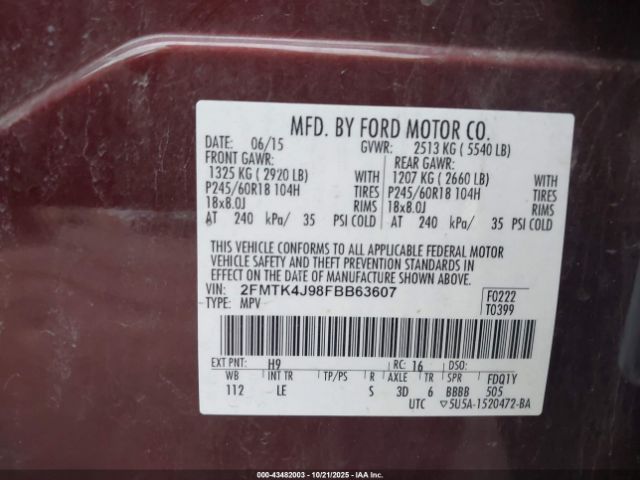 MFD. BY FORD MOTOR CO.
DATE: 06/15 GVWR: 2513 KG ( 5540 LB)
FRONT GAWR: REAR GAWR:
1325 KG ( 2920 LB) WITH 1207 KG ( 2660 LB) WITH
P245/60R18 104H TIRES P245/60R18 104H TIRES
18x8.0J RIMS 18x8.0J RIMS
AT 240 kPa/ 35 PSI COLD AT 240 kPa/ 35 PSI COLD
THIS VEHICLE CONFORMS TO ALL APPLICABLE FEDERAL MOTOR
VEHICLE SAFETY AND THEFT PREVENTION STANDARDS IN
EFFECT ON THE DATE OF MANUFACTURE SHOWN ABOVE.
VIN: 2FMTK4J98FBB63607 F0222
TYPE: MPV T0399
EXT PNT: H9 RC: 16 DSO:
WB INT TR TP/PS R AXLE TR SPR FDQ1Y
112 LE S 3D 6 BBBB 505
UTC ▽5U5A-1520472-BA
000-43482003 - 10/21/2025 - IAAI.COM